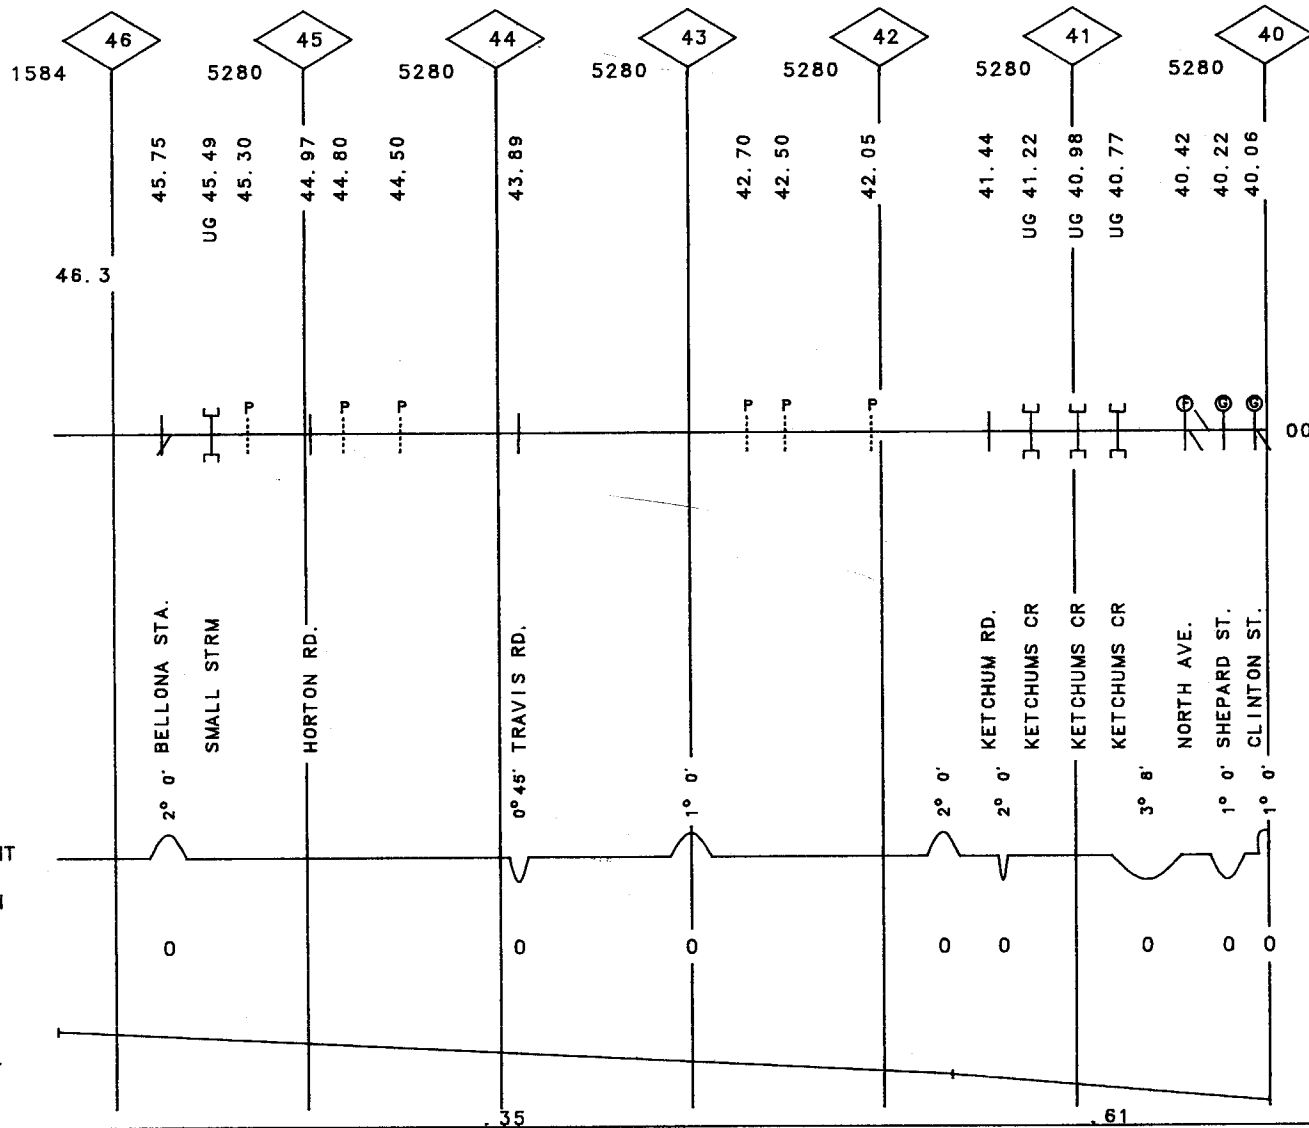 46 45 44 43 42 41 40
1584 5280 5280 5280 5280 5280 5280
45.75
UG 45.49
45.30
44.97
44.80
44.50
43.89
42.70
42.50
42.05
41.44
UG 41.22
UG 40.98
UG 40.77
40.42
40.22
40.06
46.3
P P P P P P F G G
00
BELLONA STA.
SMALL STRM
HORTON RD.
TRAVIS RD.
KETCHUM RD.
KETCHUMS CR
KETCHUMS CR
KETCHUMS CR
NORTH AVE.
SHEPARD ST.
CLINTON ST.
2° 0'
0° 45'
1° 0'
2° 0'
2° 0'
3° 8'
1° 0'
1° 0'
0 0 0 0 0 0 0 0
.35 .61